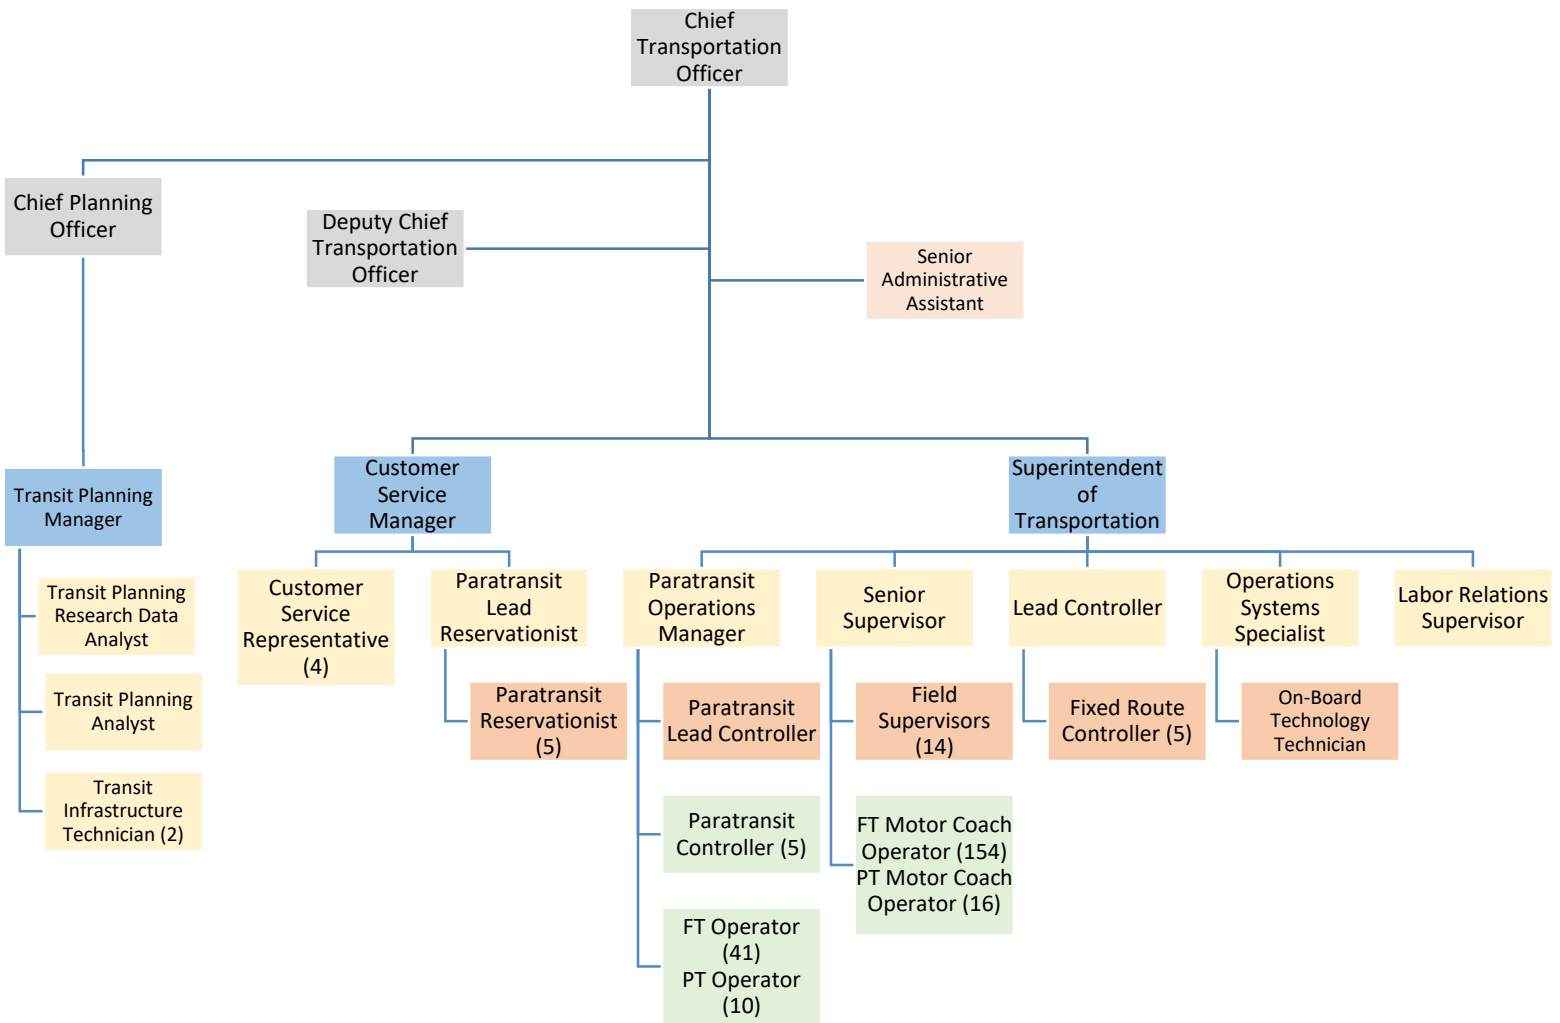 Chief
Transportation
Officer
Chief Planning
Officer
Deputy Chief
Transportation
Officer
Senior
Administrative
Assistant
Transit Planning
Manager
Customer
Service
Manager
Superintendent
of
Transportation
Transit Planning
Research Data
Analyst
Transit Planning
Analyst
Transit
Infrastructure
Technician (2)
Customer
Service
Representative
(4)
Paratransit
Lead
Reservationist
Paratransit
Operations
Manager
Senior
Supervisor
Lead Controller
Operations
Systems
Specialist
Labor Relations
Supervisor
Paratransit
Reservationist
(5)
Paratransit
Lead Controller
Field
Supervisors
(14)
Fixed Route
Controller (5)
On-Board
Technology
Technician
Paratransit
Controller (5)
FT Motor Coach
Operator (154)
PT Motor Coach
Operator (16)
FT Operator
(41)
PT Operator
(10)